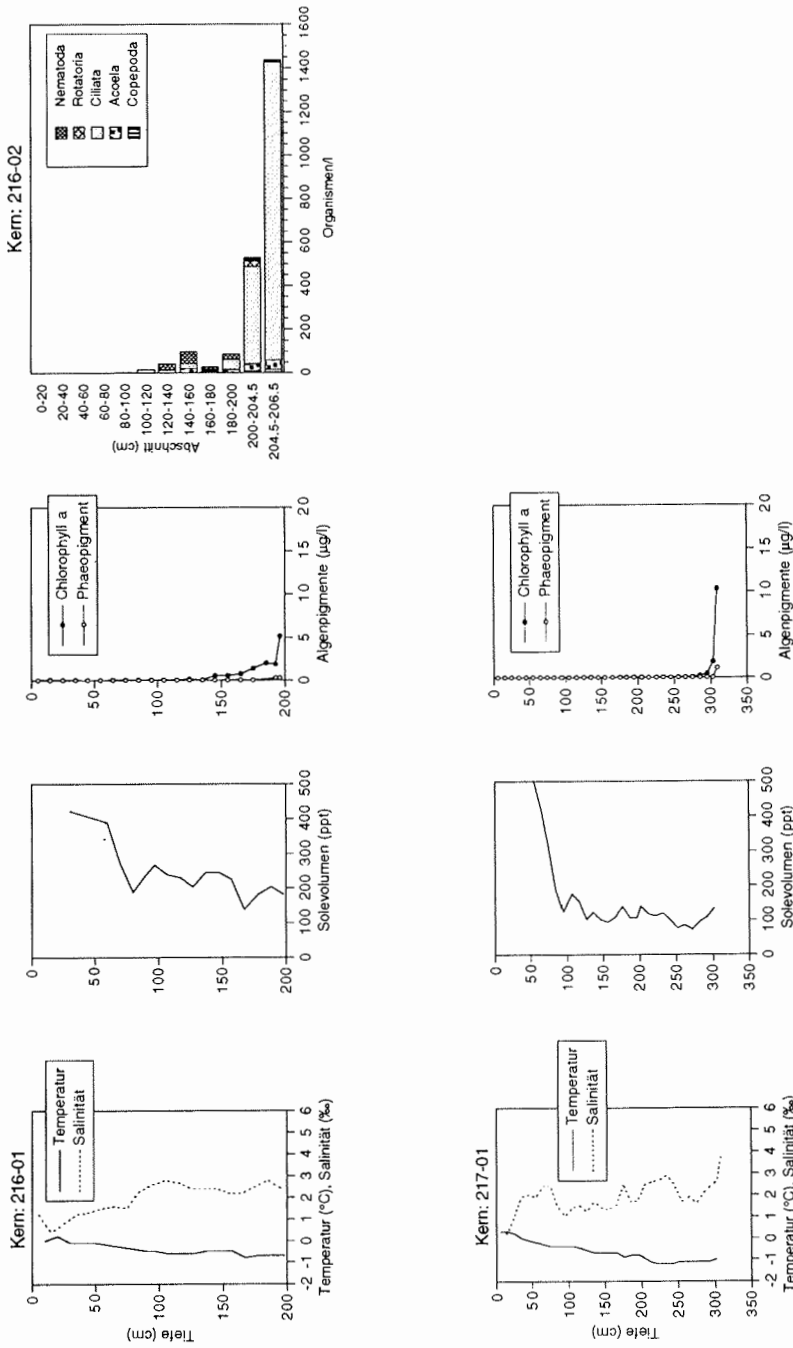 Kern: 216-01
Tiefe (cm)
0
50
100
150
200
Temperatur
Salinität
-2 -1 0 1 2 3 4 5 6
Temperatur (°C), Salinität (‰)
0
50
100
150
200
0 100 200 300 400 500
Solevolumen (ppt)
0
50
100
150
200
Chlorophyll a
Phaeopigment
0 5 10 15 20
Algenpigmente (µg/l)
Kern: 216-02
Abschnitt (cm)
0-20
20-40
40-60
60-80
80-100
100-120
120-140
140-160
160-180
180-200
200-204.5
204.5-206.5
Nematoda
Rotatoria
Ciliata
Acoela
Copepoda
0 200 400 600 800 1000 1200 1400 1600
Organismen/l
Kern: 217-01
Tiefe (cm)
0
50
100
150
200
250
300
350
Temperatur
Salinität
-2 -1 0 1 2 3 4 5 6
Temperatur (°C), Salinität (‰)
0
50
100
150
200
250
300
350
0 100 200 300 400 500
Solevolumen (ppt)
0
50
100
150
200
250
300
350
Chlorophyll a
Phaeopigment
0 5 10 15 20
Algenpigmente (µg/l)